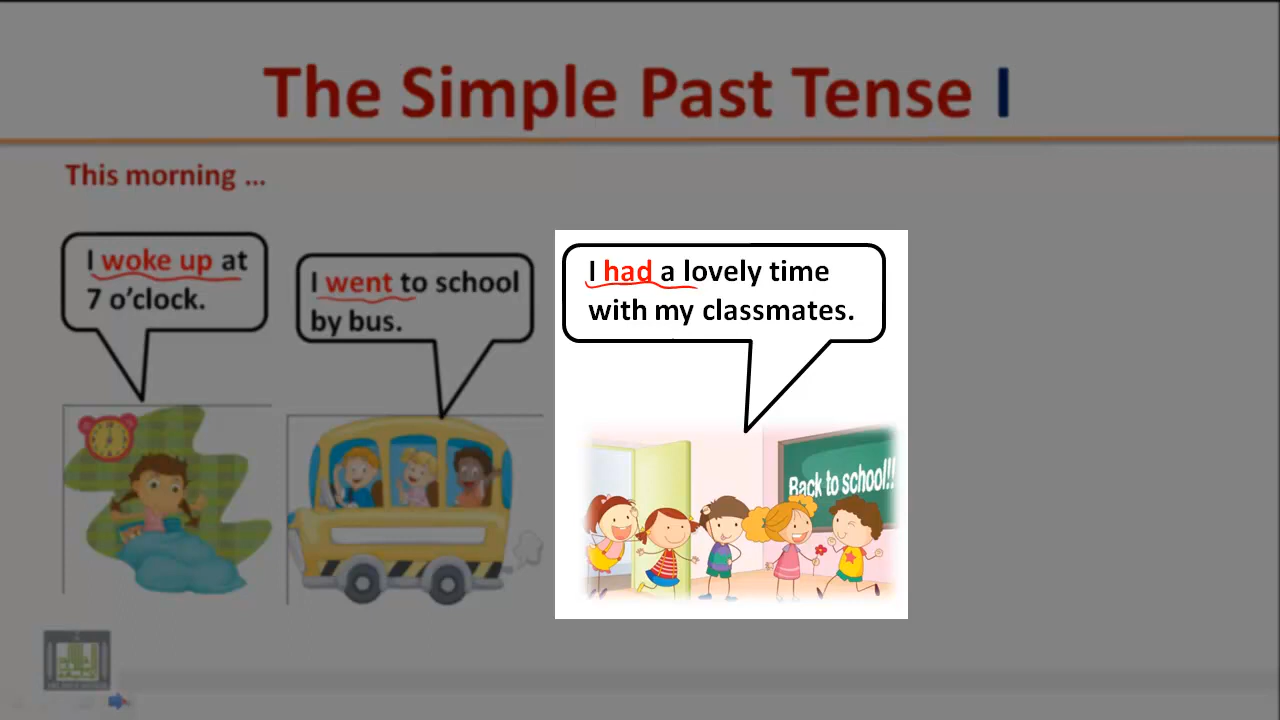 The Simple Past Tense I
This morning ...
I woke up at
7 o'clock.
I went to school
by bus.
I had a lovely time
with my classmates.
Back to school!!